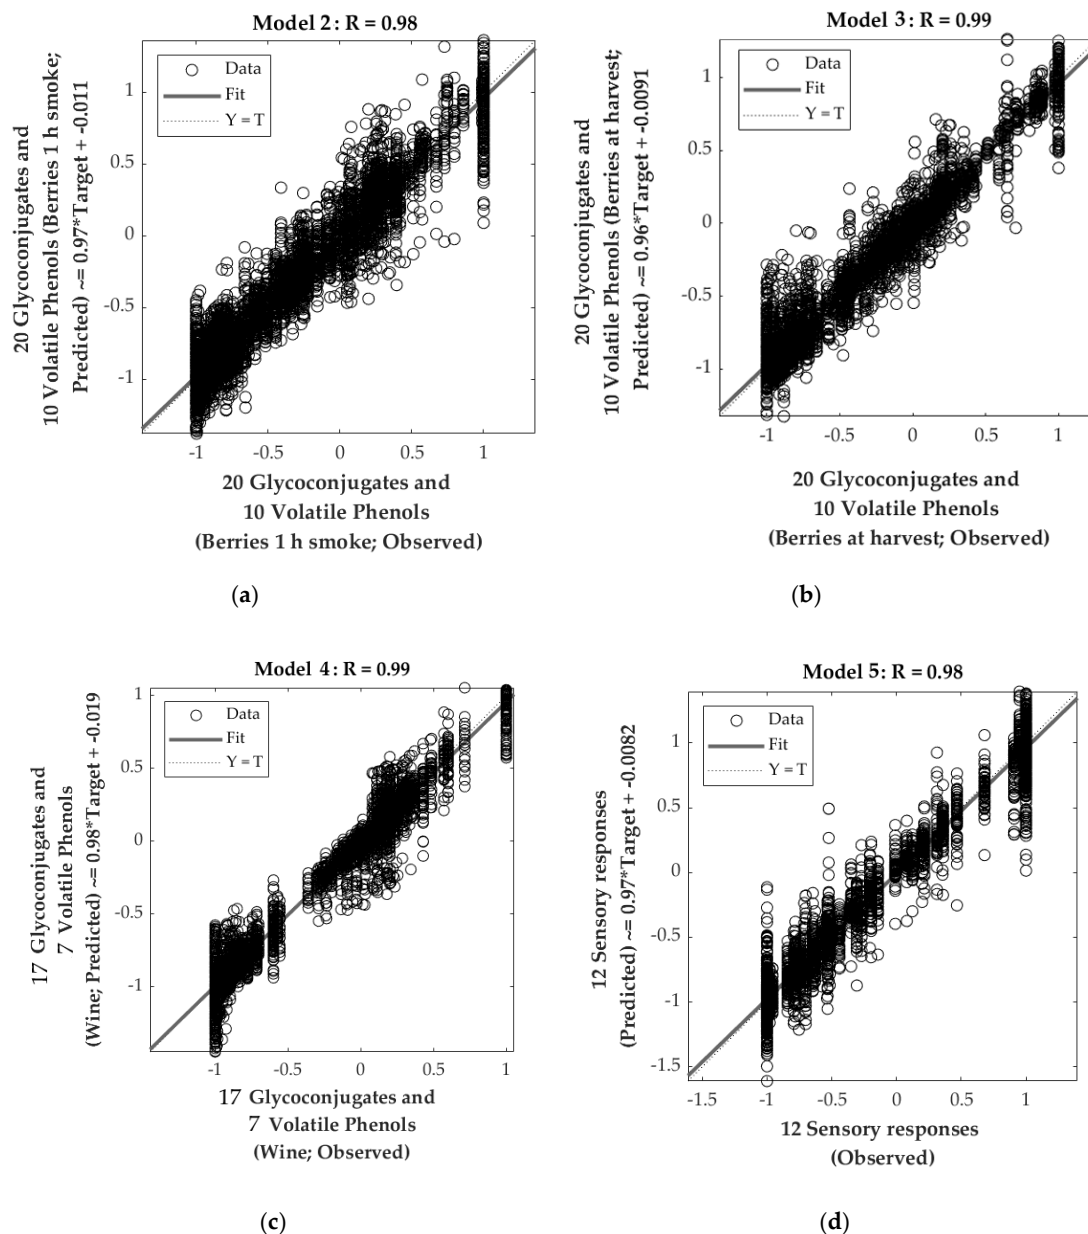 Model 2: R = 0.98
20 Glycoconjugates and
10 Volatile Phenols (Berries 1 h smoke;
Predicted) ~= 0.97*Target + -0.011
Data
Fit
Y = T
1
0.5
0
-0.5
-1
-1 -0.5 0 0.5 1
20 Glycoconjugates and
10 Volatile Phenols
(Berries 1 h smoke; Observed)
(a)
Model 3: R = 0.99
20 Glycoconjugates and
10 Volatile Phenols (Berries at harvest;
Predicted) ~= 0.96*Target + -0.0091
Data
Fit
Y = T
1
0.5
0
-0.5
-1
-1 -0.5 0 0.5 1
20 Glycoconjugates and
10 Volatile Phenols
(Berries at harvest; Observed)
(b)
Model 4: R = 0.99
17 Glycoconjugates and
7 Volatile Phenols
(Wine; Predicted) ~= 0.98*Target + -0.019
Data
Fit
Y = T
1
0.5
0
-0.5
-1
-1 -0.5 0 0.5 1
17 Glycoconjugates and
7 Volatile Phenols
(Wine; Observed)
(c)
Model 5: R = 0.98
12 Sensory responses
(Predicted) ~= 0.97*Target + -0.0082
Data
Fit
Y = T
1
0.5
0
-0.5
-1
-1.5
-1.5 -1 -0.5 0 0.5 1
12 Sensory responses
(Observed)
(d)